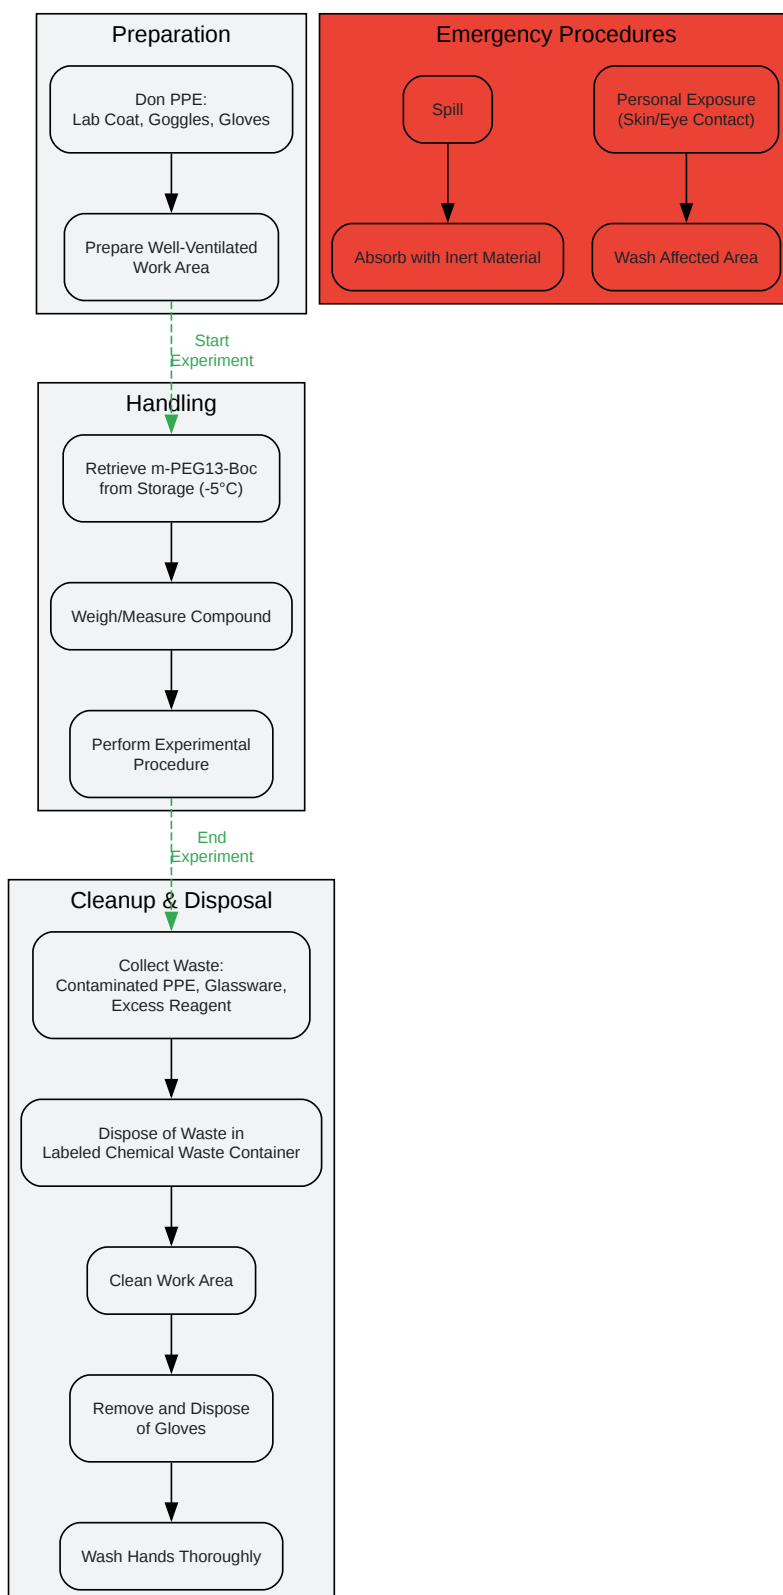 Preparation
Don PPE:
Lab Coat, Goggles, Gloves
Prepare Well-Ventilated
Work Area
Emergency Procedures
Spill
Absorb with Inert Material
Personal Exposure
(Skin/Eye Contact)
Wash Affected Area
Start
Experiment
Handling
Retrieve m-PEG13-Boc
from Storage (-5°C)
Weigh/Measure Compound
Perform Experimental
Procedure
End
Experiment
Cleanup & Disposal
Collect Waste:
Contaminated PPE, Glassware,
Excess Reagent
Dispose of Waste in
Labeled Chemical Waste Container
Clean Work Area
Remove and Dispose
of Gloves
Wash Hands Thoroughly